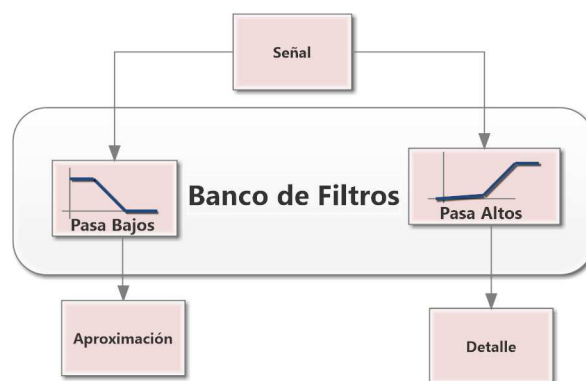 Señal
Banco de Filtros
Pasa Bajos
Pasa Altos
Aproximación
Detalle